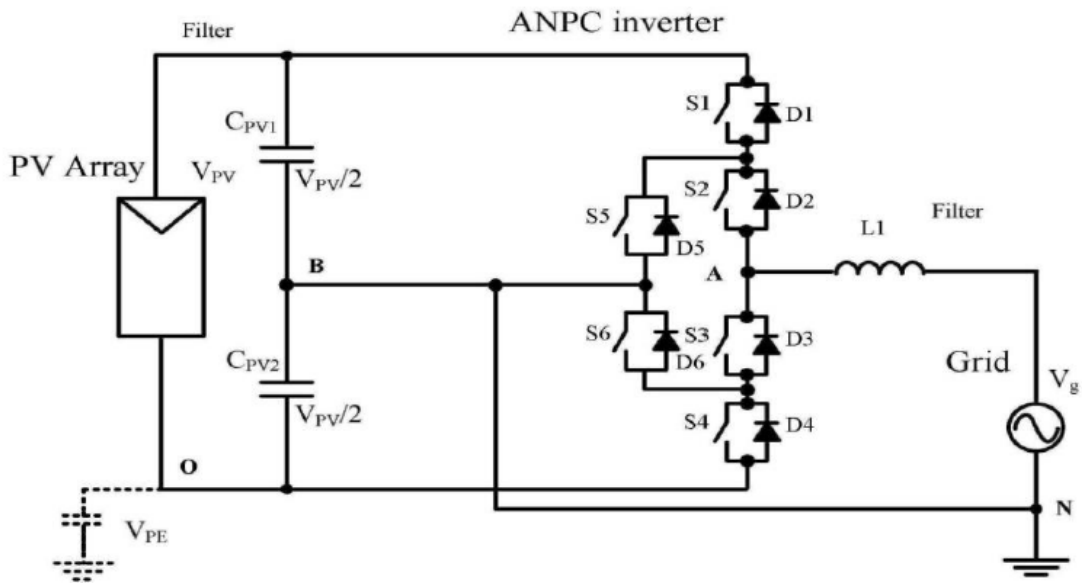 ANPC inverter
Filter
S1
D1
C_PV1
PV Array
V_PV
V_PV/2
S2
D2
S5
D5
Filter
L1
B
A
S6
D6
S3
D3
Grid
V_g
C_PV2
V_PV/2
S4
D4
O
N
V_PE